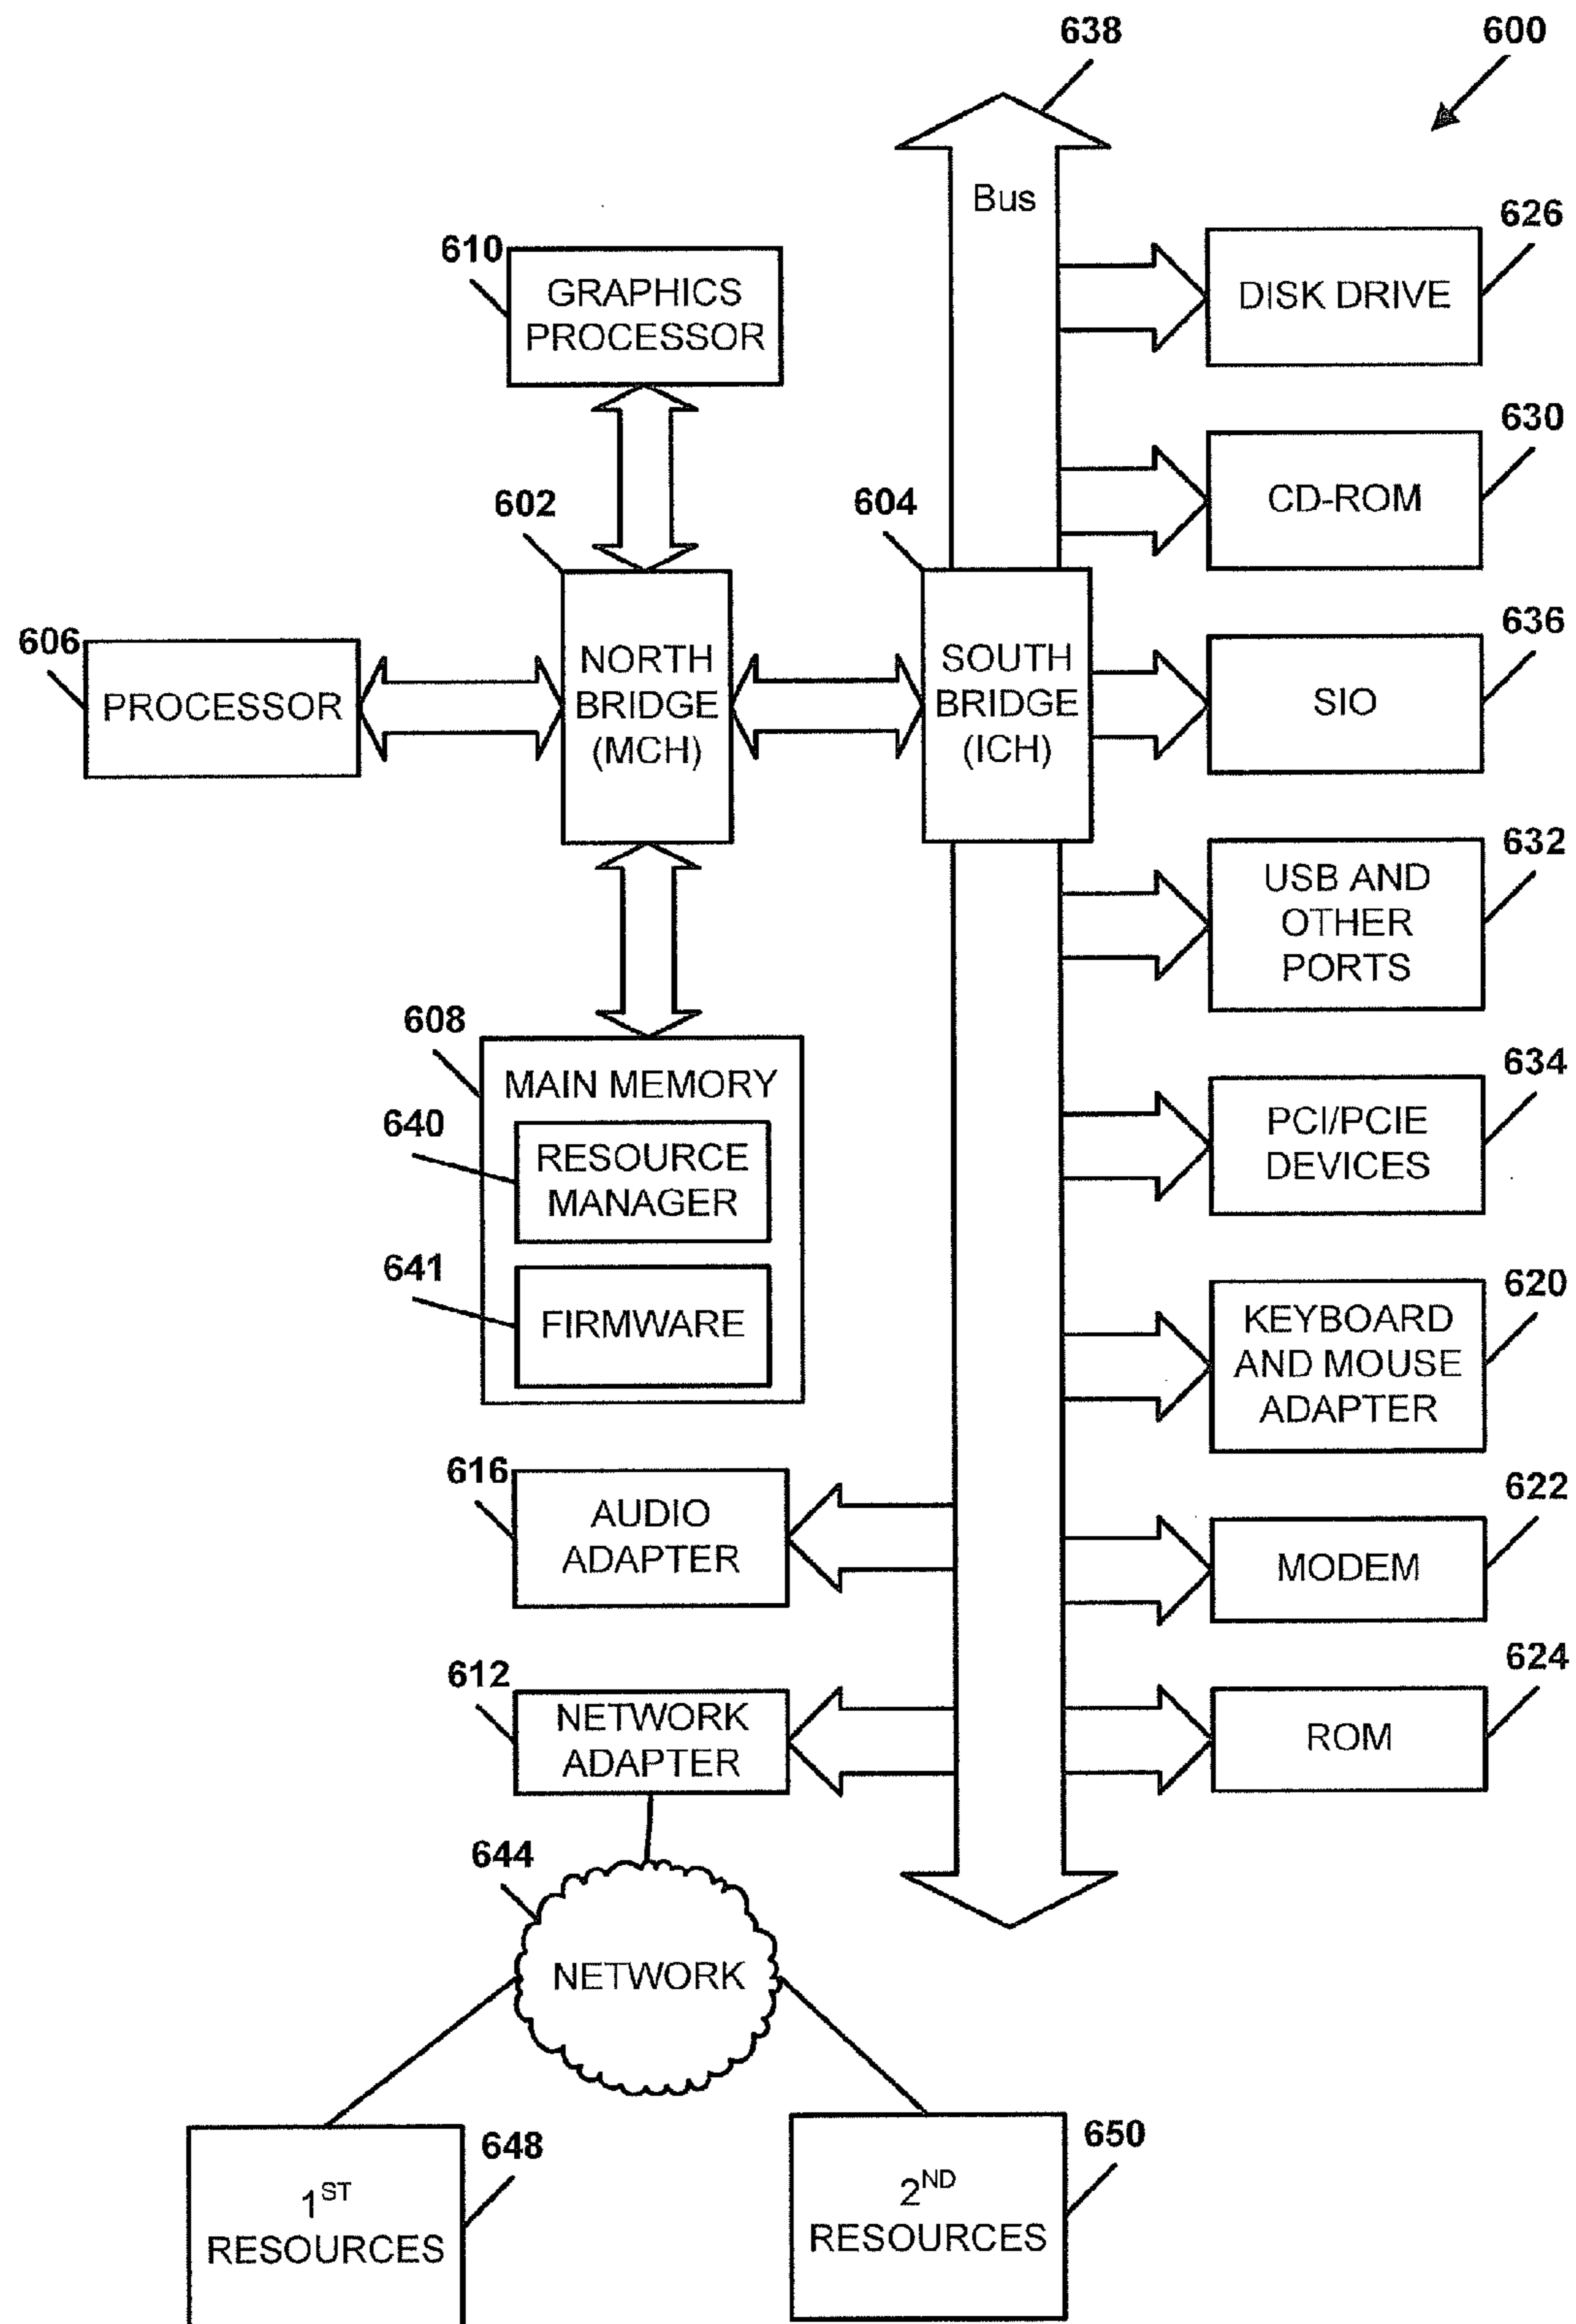 638
600
Bus
626
610
GRAPHICS
PROCESSOR
DISK DRIVE
630
602
604
CD-ROM
636
606
PROCESSOR
NORTH
BRIDGE
(MCH)
SOUTH
BRIDGE
(ICH)
SIO
632
USB AND
OTHER
PORTS
608
MAIN MEMORY
640
RESOURCE
MANAGER
641
FIRMWARE
634
PCI/PCIE
DEVICES
620
KEYBOARD
AND MOUSE
ADAPTER
616
AUDIO
ADAPTER
622
MODEM
612
NETWORK
ADAPTER
624
ROM
644
NETWORK
648
1ST
RESOURCES
650
2ND
RESOURCES